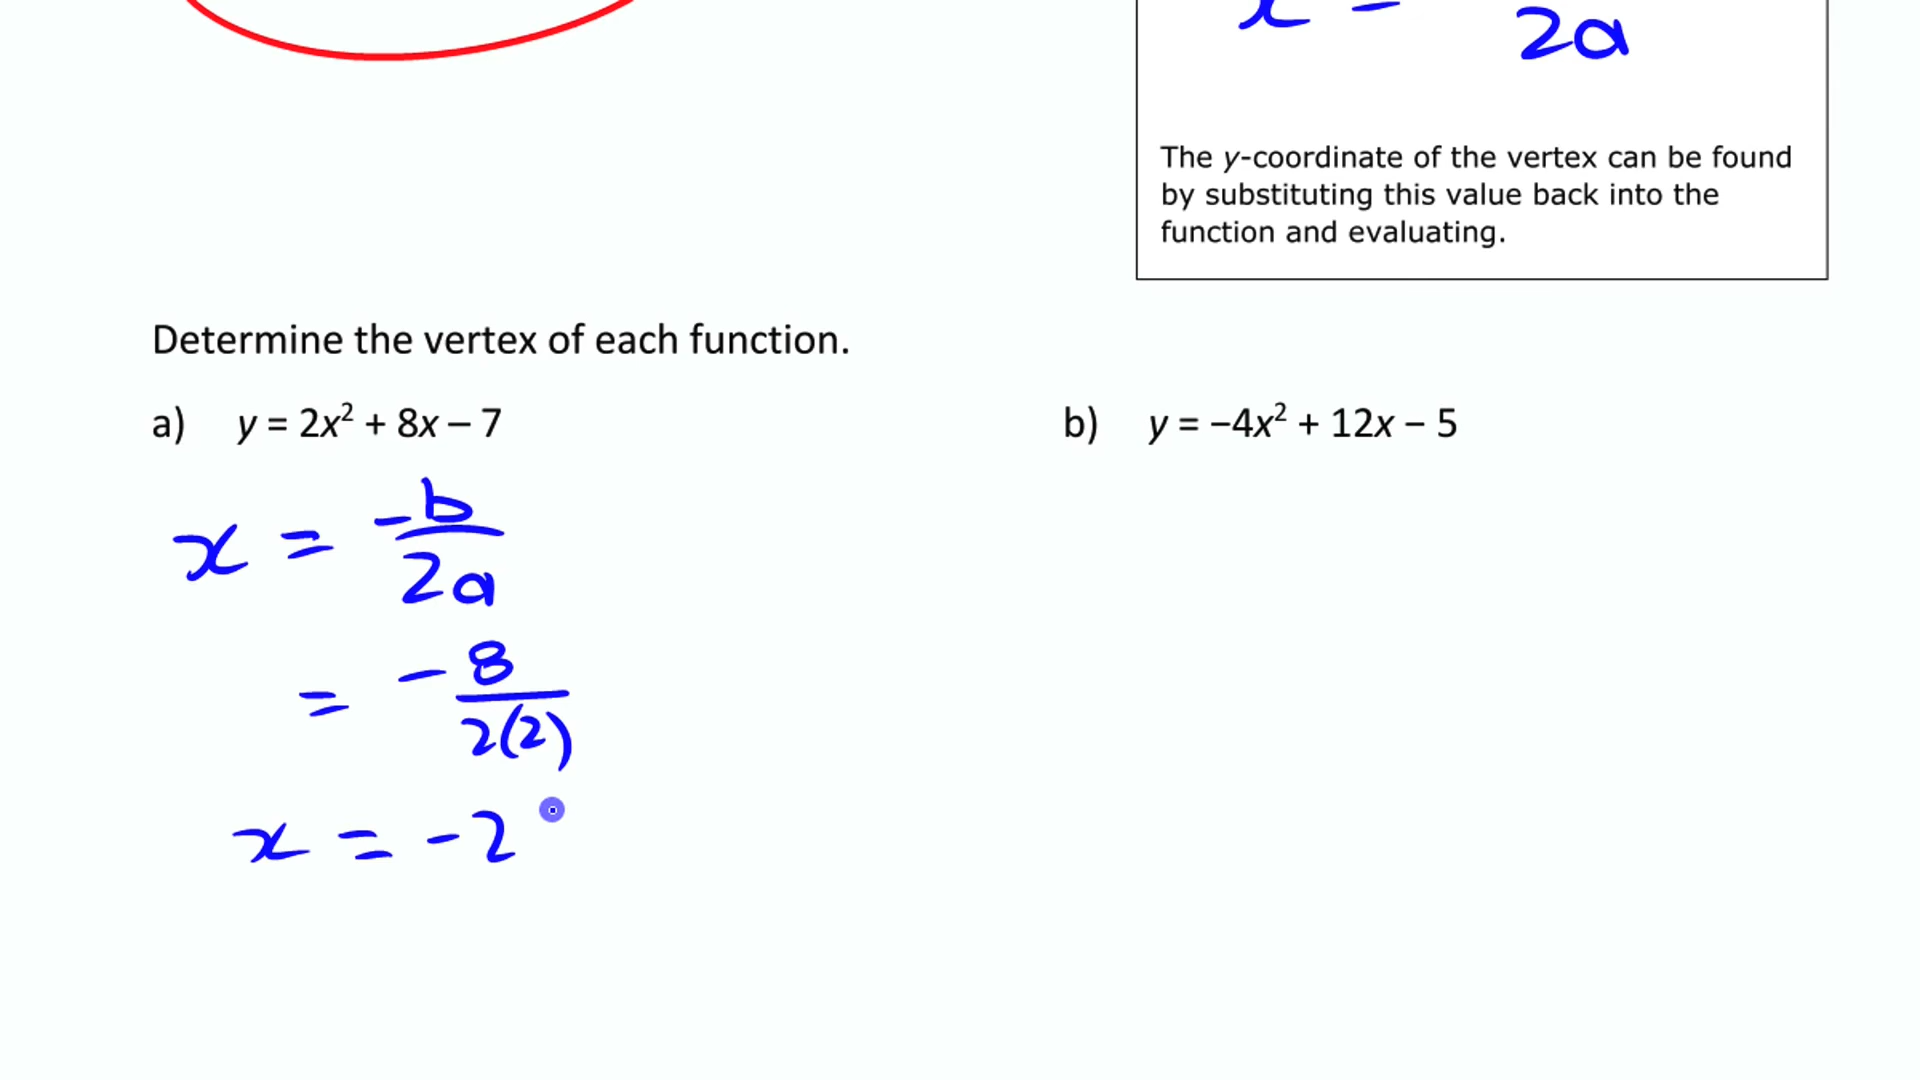 x =
2a
The y-coordinate of the vertex can be found
by substituting this value back into the
function and evaluating.
Determine the vertex of each function.
a) y = 2x² + 8x – 7
b) y = −4x² + 12x − 5
x = -b/2a
= -8/2(2)
x = -2